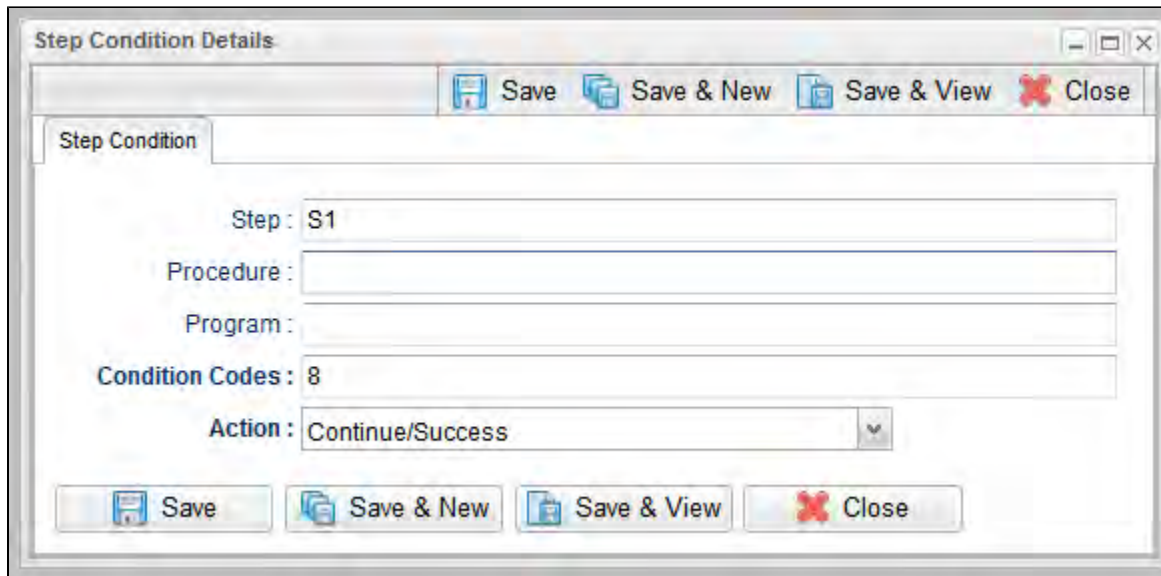 Step Condition Details
Save Save & New Save & View Close
Step Condition
Step : S1
Procedure :
Program :
Condition Codes : 8
Action : Continue/Success
Save Save & New Save & View Close